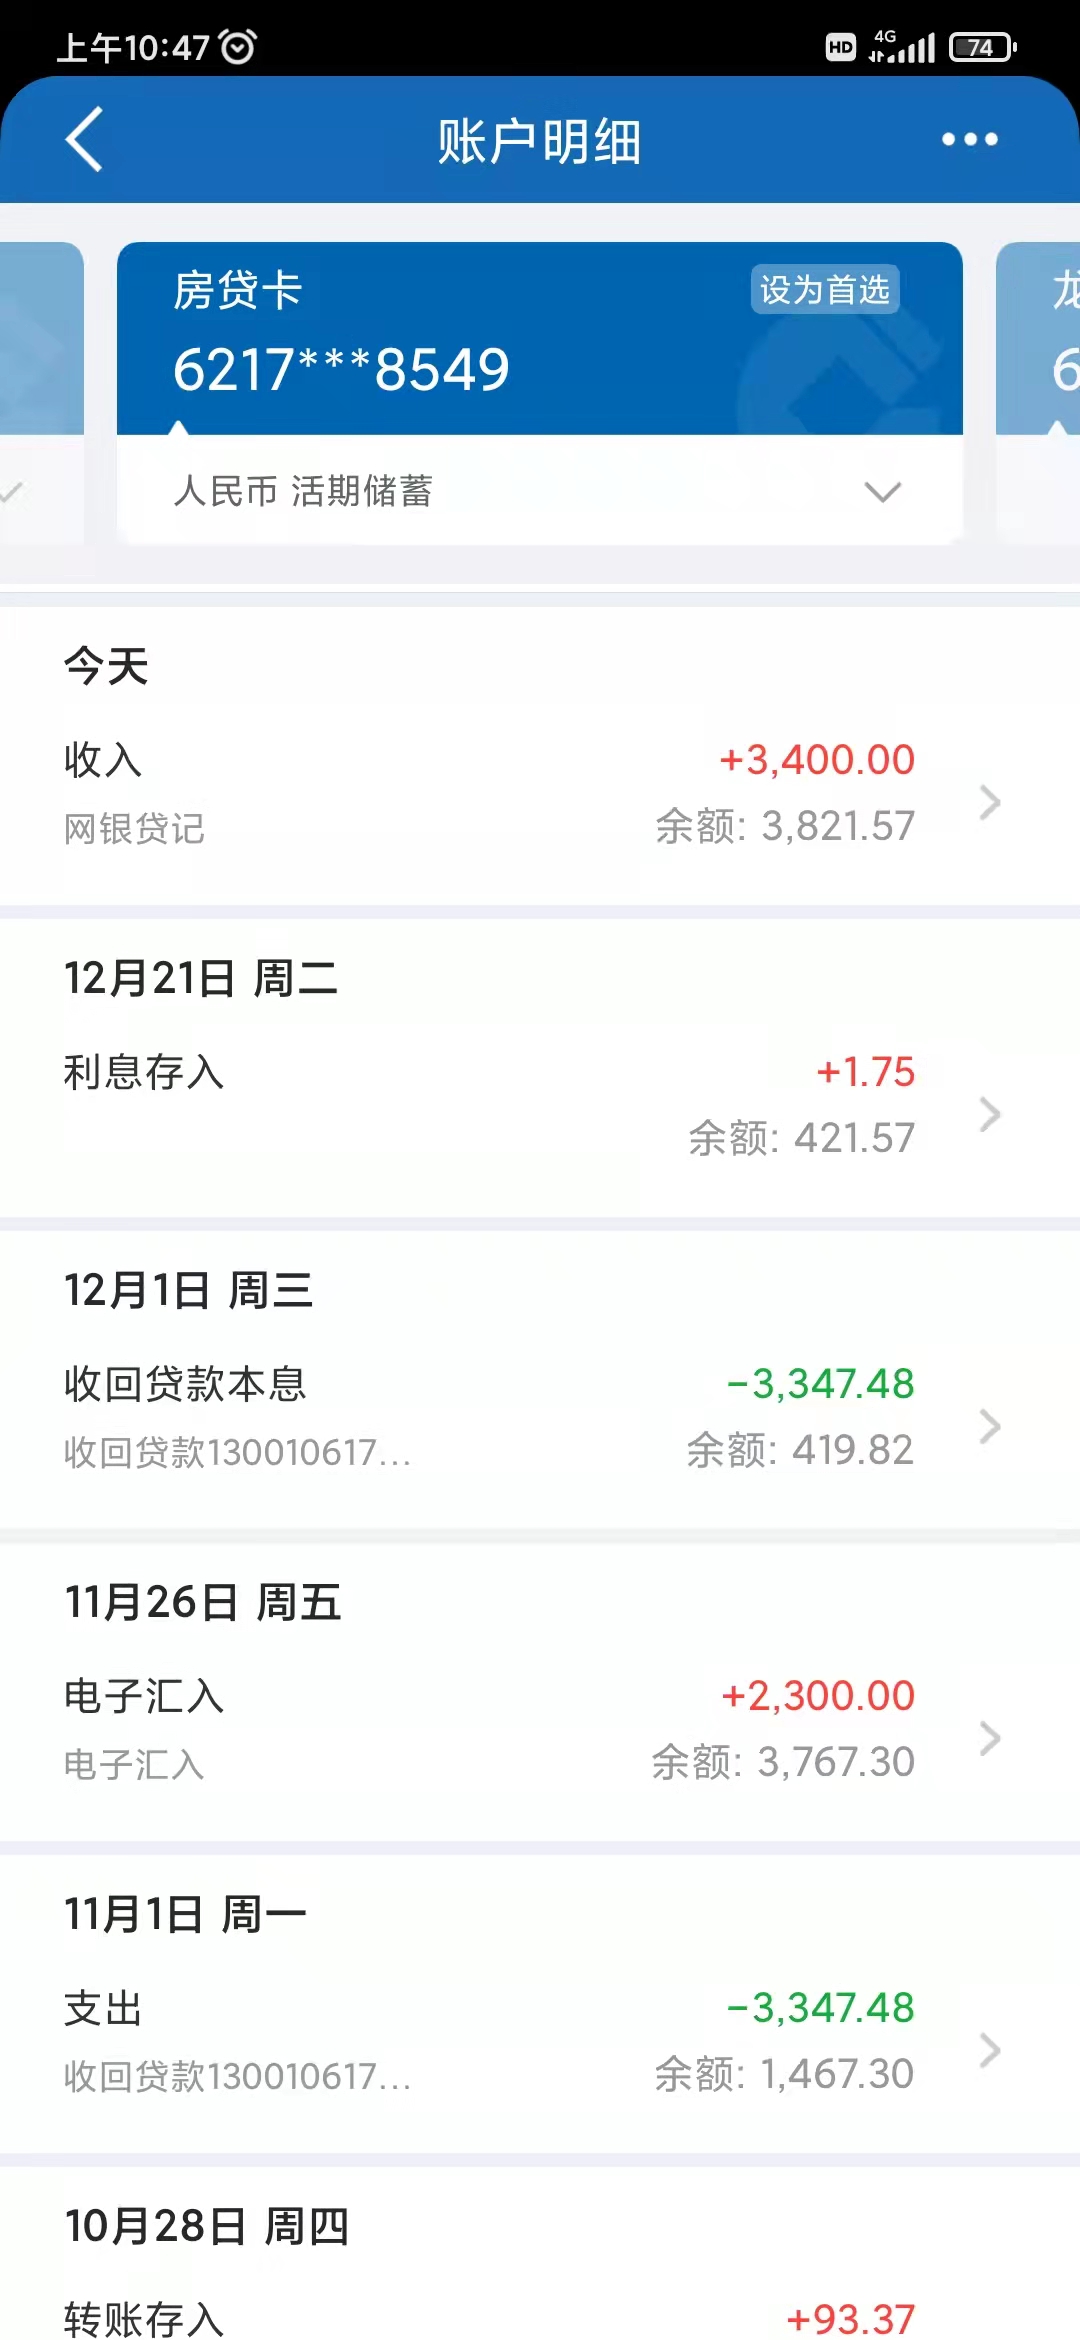 上午10:47
HD 4G 74
账户明细
房贷卡
设为首选
6217***8549
龙
6
人民币 活期储蓄
今天
收入
+3,400.00
网银贷记
余额: 3,821.57
12月21日 周二
利息存入
+1.75
余额: 421.57
12月1日 周三
收回贷款本息
-3,347.48
收回贷款130010617...
余额: 419.82
11月26日 周五
电子汇入
+2,300.00
电子汇入
余额: 3,767.30
11月1日 周一
支出
-3,347.48
收回贷款130010617...
余额: 1,467.30
10月28日 周四
转账存入
+93.37